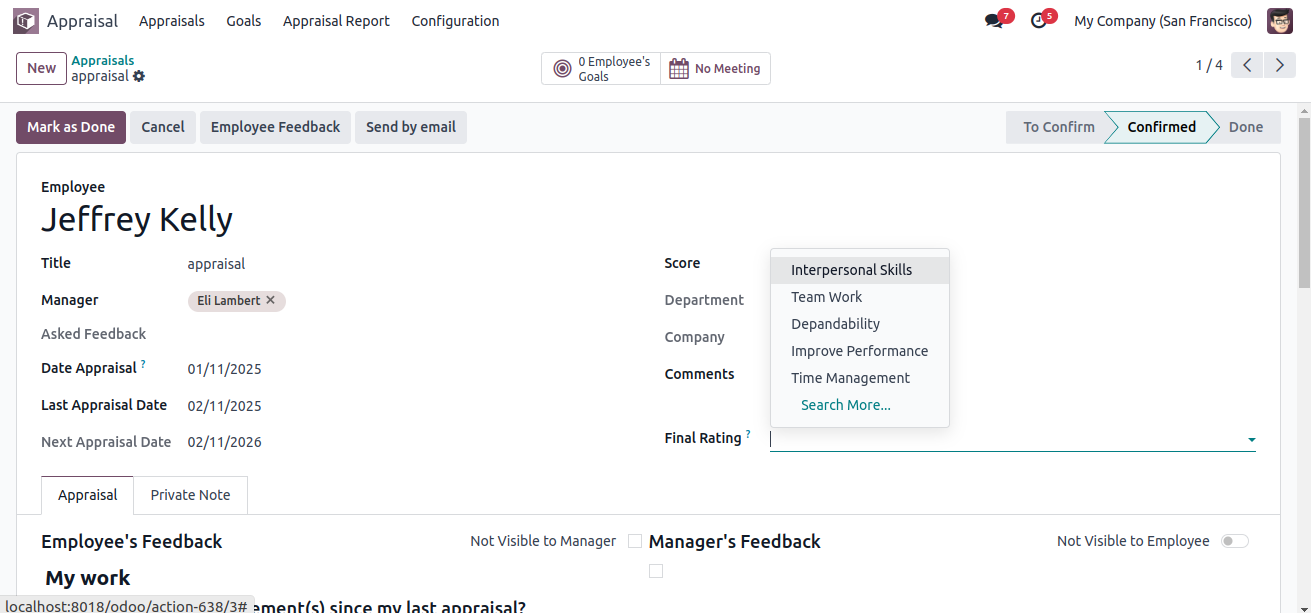 Appraisal Appraisals Goals Appraisal Report Configuration 7 5 My Company (San Francisco)
New Appraisals
appraisal
0 Employee's
Goals
No Meeting
1 / 4
Mark as Done Cancel Employee Feedback Send by email To Confirm Confirmed Done
Employee
Jeffrey Kelly
Title appraisal
Manager Eli Lambert ✕
Asked Feedback
Date Appraisal ? 01/11/2025
Last Appraisal Date 02/11/2025
Next Appraisal Date 02/11/2026
Score
Department
Company
Comments
Final Rating ?
Interpersonal Skills
Team Work
Depandability
Improve Performance
Time Management
Search More...
Appraisal Private Note
Employee's Feedback Not Visible to Manager Manager's Feedback Not Visible to Employee
My work
localhost:8018/odoo/action-638/3# ement(s) since my last appraisal?